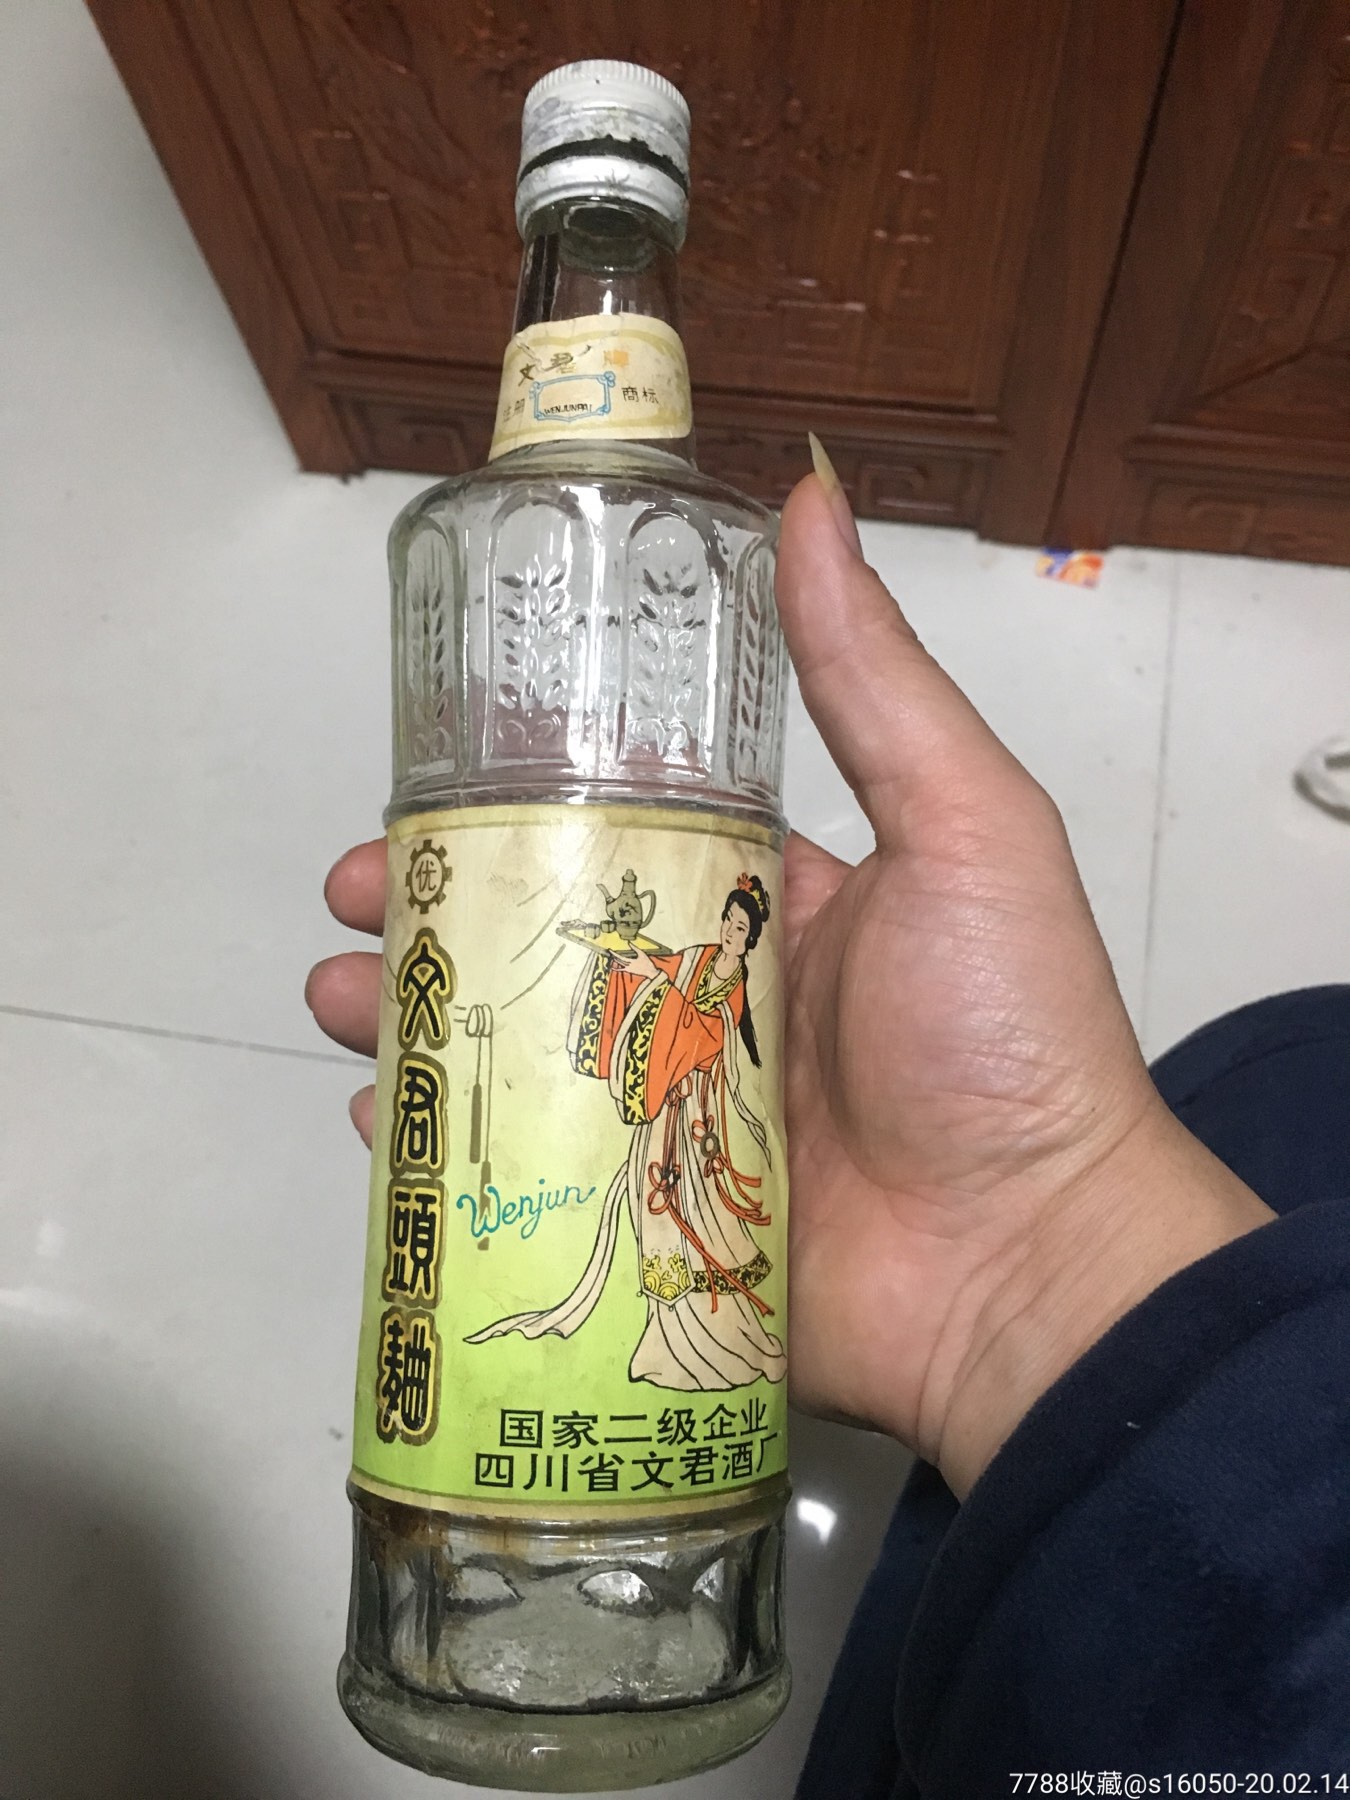 文君牌
注册
商标
WENJUNPAI
优
文君頭麯
Wenjun
国家二级企业
四川省文君酒厂
7788收藏@s16050-20.02.14